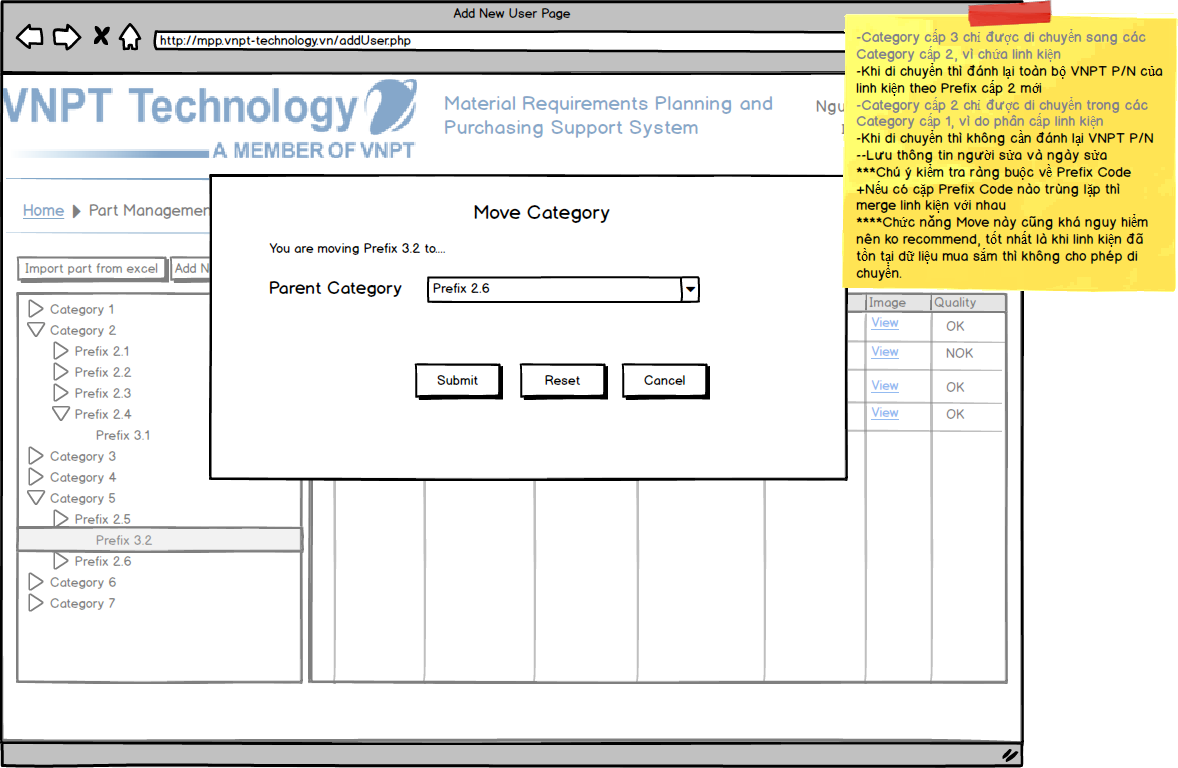 Add New User Page
http://mpp.vnpt-technology.vn/addUser.php
VNPT Technology
A MEMBER OF VNPT
Material Requirements Planning and
Purchasing Support System
Ngu
-Category cấp 3 chỉ được di chuyển sang các
Category cấp 2, vì chứa linh kiện
-Khi di chuyển thì đánh lại toàn bộ VNPT P/N của
linh kiện theo Prefix cấp 2 mới
-Category cấp 2 chỉ được di chuyển trong các
Category cấp 1, vì do phân cấp linh kiện
-Khi di chuyển thì không cần đánh lại VNPT P/N
--Lưu thông tin người sửa và ngày sửa
***Chú ý kiểm tra ràng buộc về Prefix Code
+Nếu có cặp Prefix Code nào trùng lặp thì
merge linh kiện với nhau
****Chức năng Move này cũng khá nguy hiểm
nên ko recommend, tốt nhất là khi linh kiện đã
tồn tại dữ liệu mua sắm thì không cho phép di
chuyển.
Home Part Managemen
Import part from excel
Add N
Move Category
You are moving Prefix 3.2 to...
Parent Category
Prefix 2.6
Submit
Reset
Cancel
Category 1
Category 2
Prefix 2.1
Prefix 2.2
Prefix 2.3
Prefix 2.4
Prefix 3.1
Category 3
Category 4
Category 5
Prefix 2.5
Prefix 3.2
Prefix 2.6
Category 6
Category 7
Image Quality
View OK
View NOK
View OK
View OK